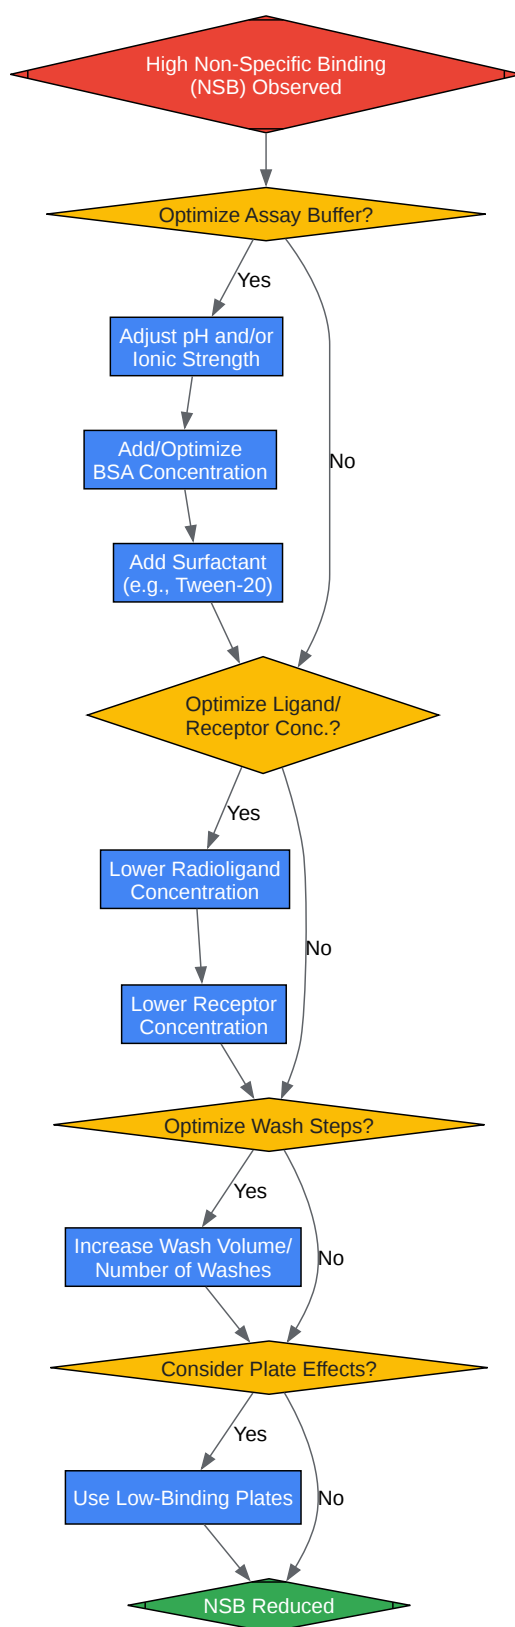 High Non-Specific Binding
(NSB) Observed
Optimize Assay Buffer?
Yes
Adjust pH and/or
Ionic Strength
Add/Optimize
BSA Concentration
No
Add Surfactant
(e.g., Tween-20)
Optimize Ligand/
Receptor Conc.?
Yes
Lower Radioligand
Concentration
No
Lower Receptor
Concentration
Optimize Wash Steps?
Yes
Increase Wash Volume/
Number of Washes
No
Consider Plate Effects?
Yes
Use Low-Binding Plates
No
NSB Reduced